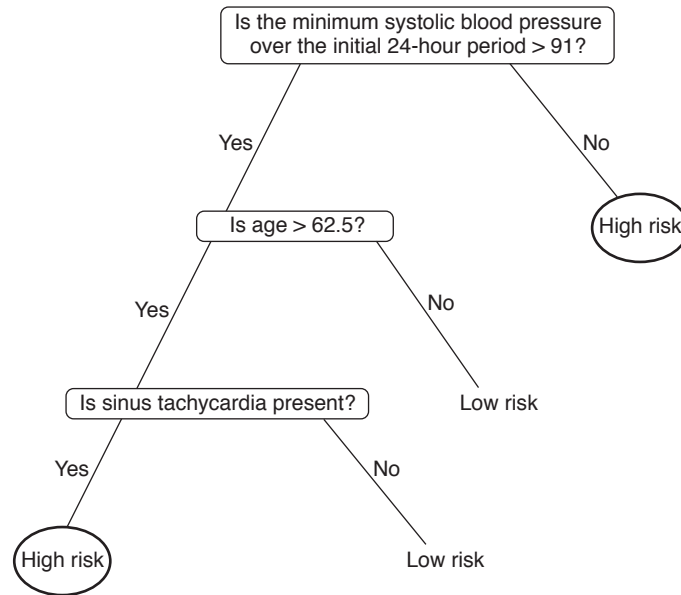 Is the minimum systolic blood pressure
over the initial 24-hour period > 91?
Yes
No
Is age > 62.5?
High risk
Yes
No
Is sinus tachycardia present?
Low risk
Yes
No
High risk
Low risk